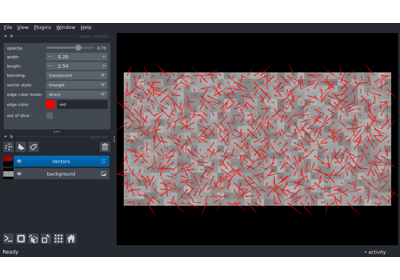 File View Plugins Window Help
opacity: 0.70
width: 0.20
length: 2.50
blending: translucent
vector style: triangle
edge color mode: direct
edge color: red
out of slice:
Vectors
background
Ready
activity